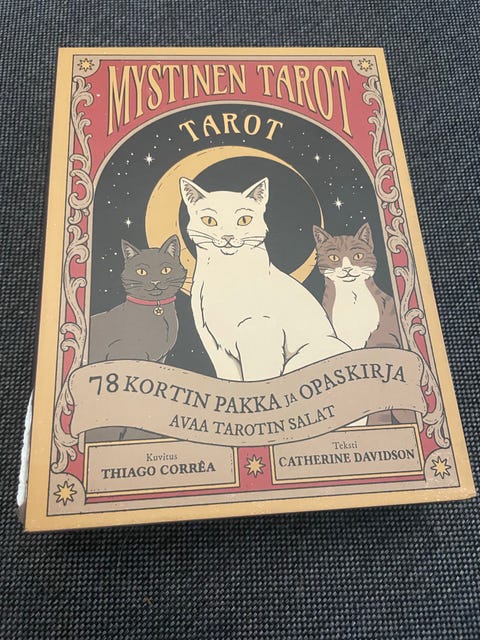 MYSTINEN TAROT
TAROT
78 KORTIN PAKKA JA OPASKIRJA
AVAA TAROTIN SALAT
Kuvitus
THIAGO CORRÊA
Teksti
CATHERINE DAVIDSON